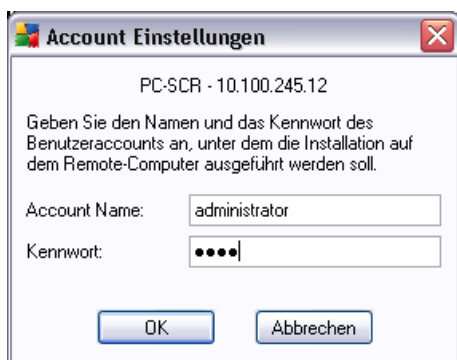 Account Einstellungen
PC-SCR - 10.100.245.12
Geben Sie den Namen und das Kennwort des
Benutzeraccounts an, unter dem die Installation auf
dem Remote-Computer ausgeführt werden soll.
Account Name: administrator
Kennwort: ●●●●
OK Abbrechen